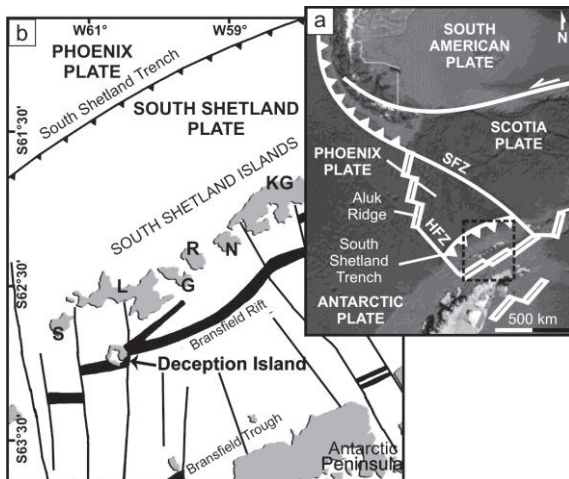 b
W61°
W59°
PHOENIX
PLATE
South Shetland Trench
SOUTH SHETLAND
PLATE
S61°30'
SOUTH SHETLAND ISLANDS
KG
R
N
S62°30'
L
G
S
Bransfield Rift
Deception Island
S63°30'
Bransfield Trough
Antarctic
Peninsula
a
SOUTH
AMERICAN
PLATE
N
SCOTIA
PLATE
SFZ
PHOENIX
PLATE
Aluk
Ridge
HFZ
South
Shetland
Trench
ANTARCTIC
PLATE
500 km